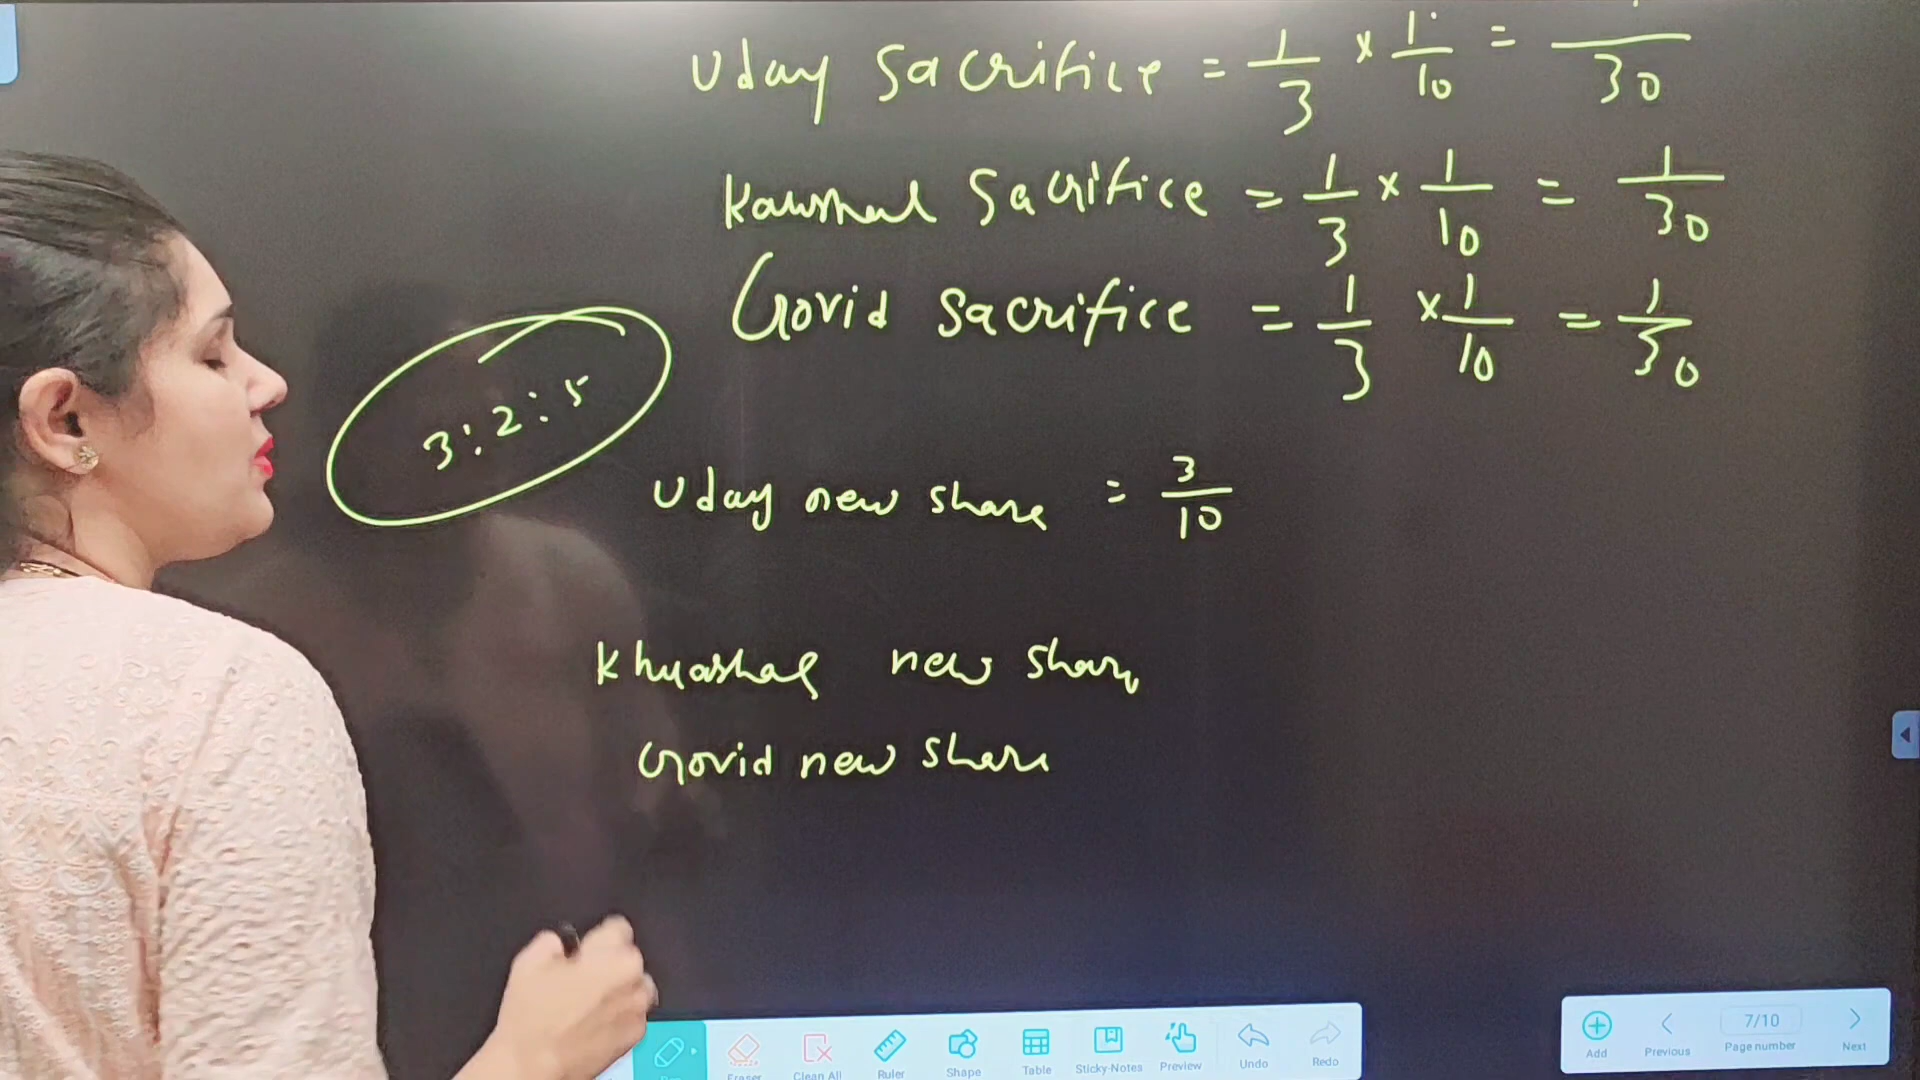 Uday Sacrifice = 1/3 × 1/10 = /30
Kaushal Sacrifice = 1/3 × 1/10 = 1/30
Govid Sacrifice = 1/3 × 1/10 = 1/30
3:2:5
Uday new share = 3/10
Khuashal new share
Govid new share
Eraser
Clean All
Ruler
Shape
Table
Sticky-Notes
Preview
Undo
Redo
Add
Previous
7/10
Page number
Next